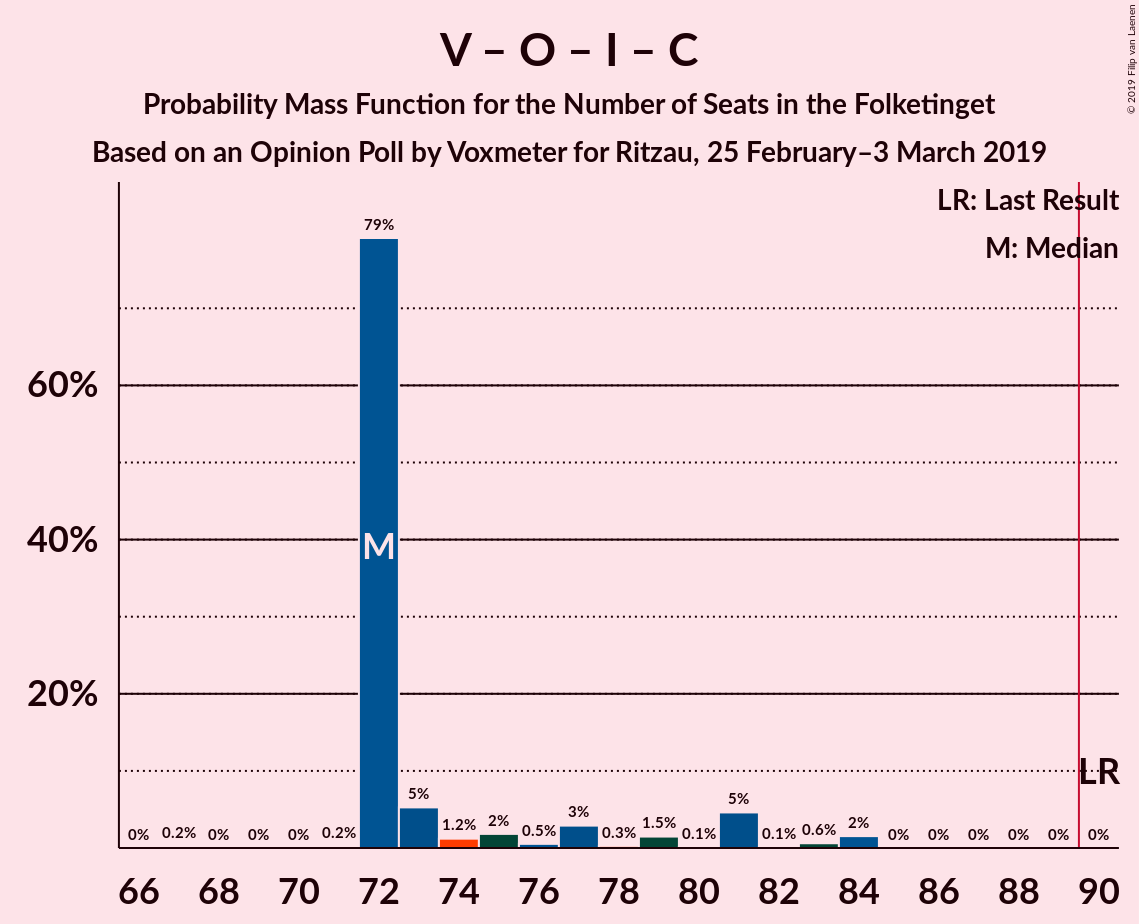 V – O – I – C
Probability Mass Function for the Number of Seats in the Folketinget
Based on an Opinion Poll by Voxmeter for Ritzau, 25 February–3 March 2019
© 2019 Filip van Laenen
LR: Last Result
M: Median
60%
40%
20%
0% 0.2% 0% 0% 0% 0.2% 79% 5% 1.2% 2% 0.5% 3% 0.3% 1.5% 0.1% 5% 0.1% 0.6% 2% 0% 0% 0% 0% 0% 0%
M
LR
66 68 70 72 74 76 78 80 82 84 86 88 90